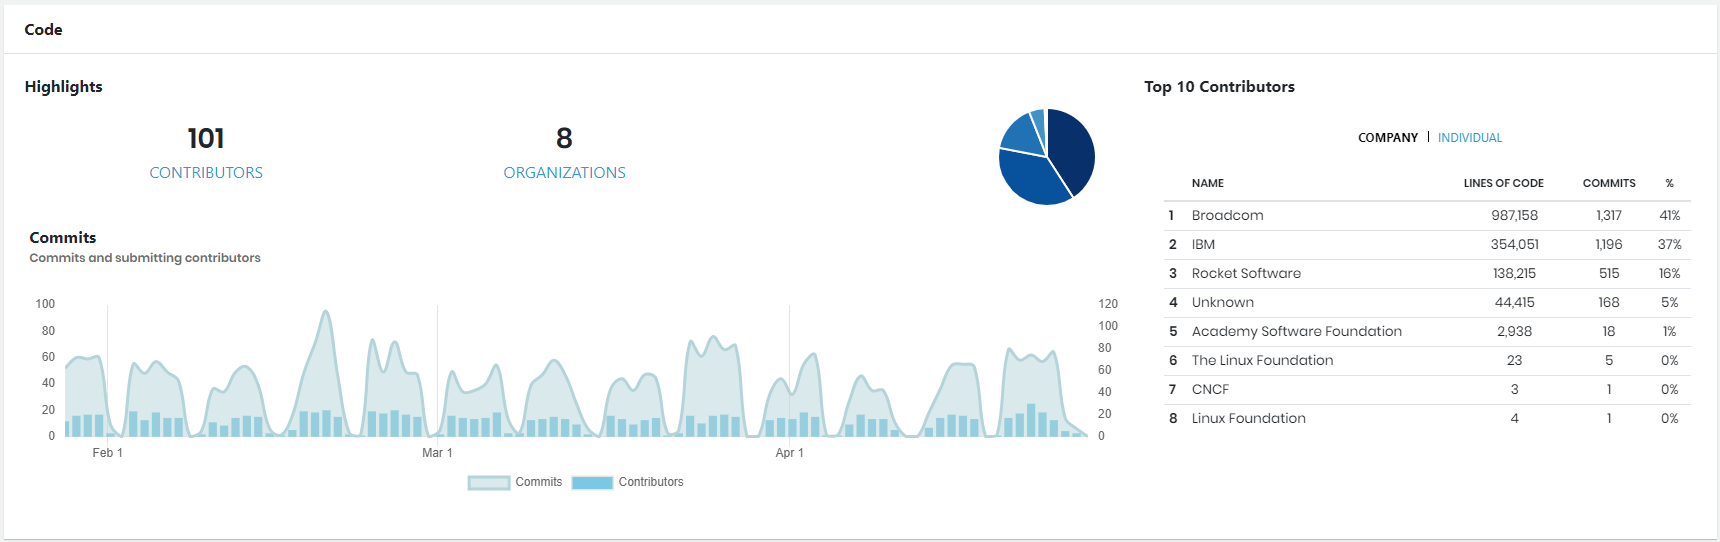 Code
Highlights
101
CONTRIBUTORS
8
ORGANIZATIONS
Commits
Commits and submitting contributors
100
80
60
40
20
0
120
100
80
60
40
20
0
Feb 1
Mar 1
Apr 1
Commits
Contributors
Top 10 Contributors
COMPANY | INDIVIDUAL
NAME LINES OF CODE COMMITS %
1 Broadcom 987,158 1,317 41%
2 IBM 354,051 1,196 37%
3 Rocket Software 138,215 515 16%
4 Unknown 44,415 168 5%
5 Academy Software Foundation 2,938 18 1%
6 The Linux Foundation 23 5 0%
7 CNCF 3 1 0%
8 Linux Foundation 4 1 0%